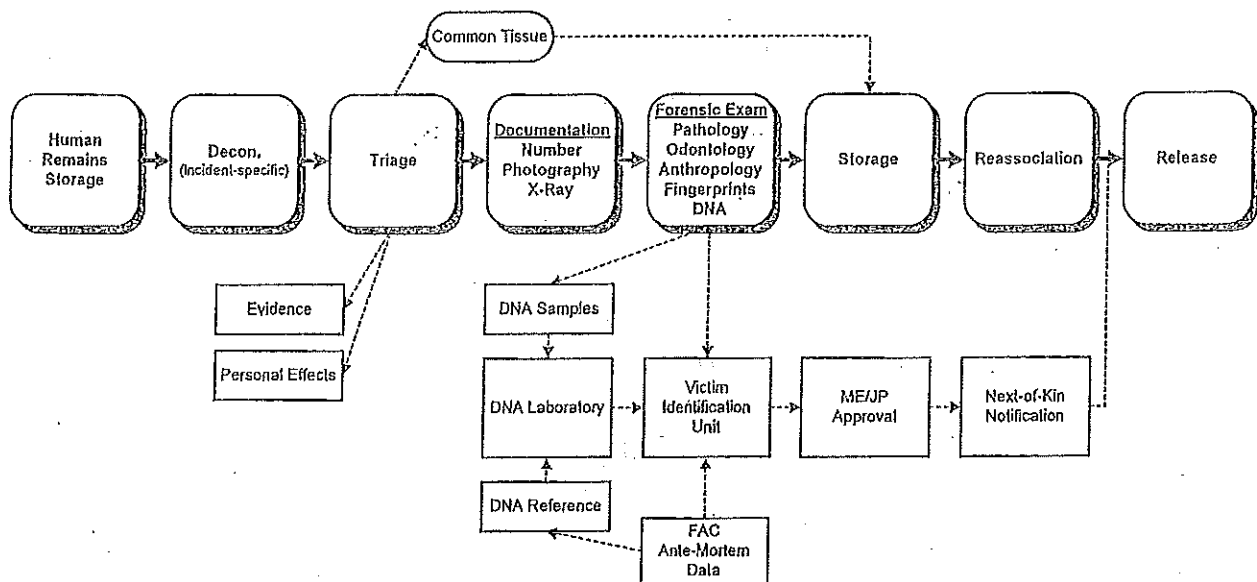 Common Tissue
Human
Remains
Storage
Decon.
(Incident-specific)
Triage
Documentation
Number
Photography
X-Ray
Forensic Exam
Pathology
Odontology
Anthropology
Fingerprints
DNA
Storage
Reassociation
Release
Evidence
Personal Effects
DNA Samples
DNA Laboratory
Victim
Identification
Unit
ME/JP
Approval
Next-of-Kin
Notification
DNA Reference
FAC
Ante-Mortem
Data